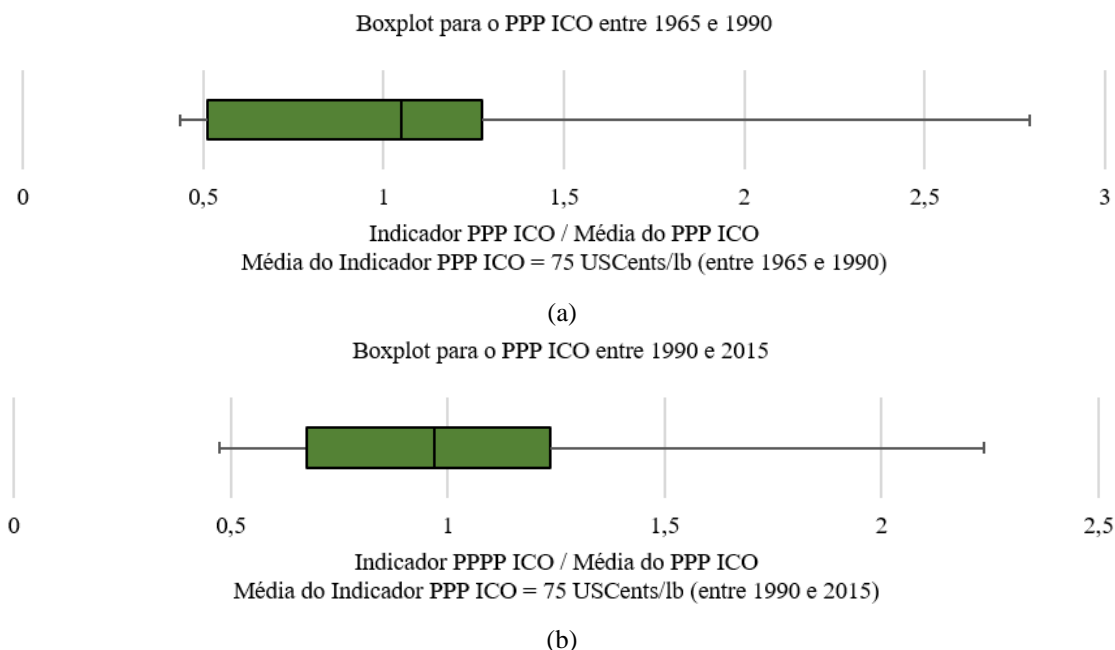 Boxplot para o PPP ICO entre 1965 e 1990
0 0,5 1 1,5 2 2,5 3
Indicador PPP ICO / Média do PPP ICO
Média do Indicador PPP ICO = 75 USCents/lb (entre 1965 e 1990)
(a)
Boxplot para o PPP ICO entre 1990 e 2015
0 0,5 1 1,5 2 2,5
Indicador PPPP ICO / Média do PPP ICO
Média do Indicador PPP ICO = 75 USCents/lb (entre 1990 e 2015)
(b)